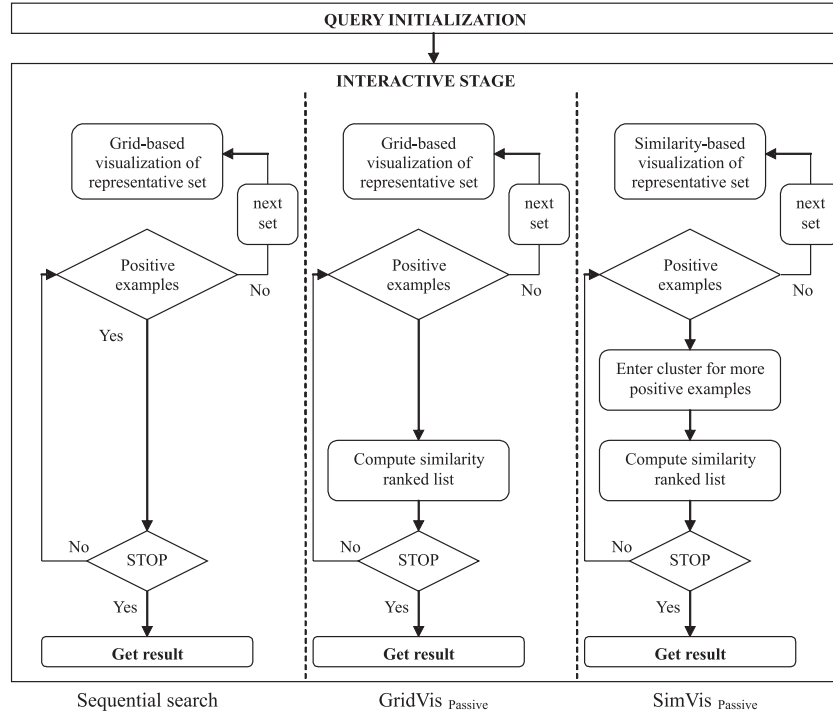 QUERY INITIALIZATION
INTERACTIVE STAGE
Grid-based
visualization of
representative set
next
set
Positive
examples
No
Yes
No
STOP
Yes
Get result
Sequential search
Grid-based
visualization of
representative set
next
set
Positive
examples
No
Compute similarity
ranked list
No
STOP
Yes
Get result
GridVis Passive
Similarity-based
visualization of
representative set
next
set
Positive
examples
No
Enter cluster for more
positive examples
Compute similarity
ranked list
No
STOP
Yes
Get result
SimVis Passive